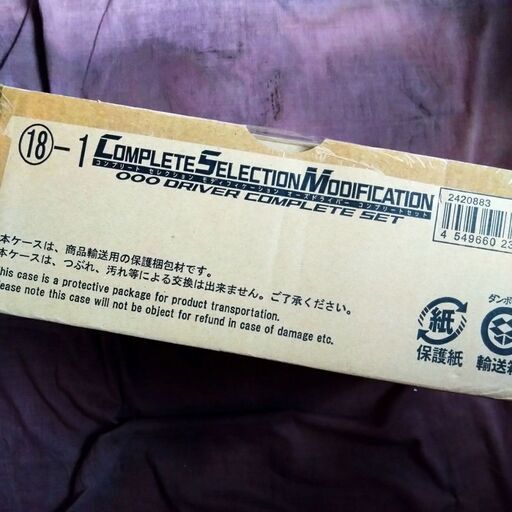 ⑱-1 COMPLETE SELECTION MODIFICATION
コンプリート セレクション モディフィケーション オーズドライバー コンプリートセット
OOO DRIVER COMPLETE SET
2420883
4 549660 23
本ケースは、商品輸送用の保護梱包材です。
本ケースには、つぶれ、汚れ等による交換は出来ません。ご了承ください。
his case is a protective package for product transportation.
lease note this case will not be object for refund in case of damage etc.
紙
保護紙
ダンボ
輸送箱